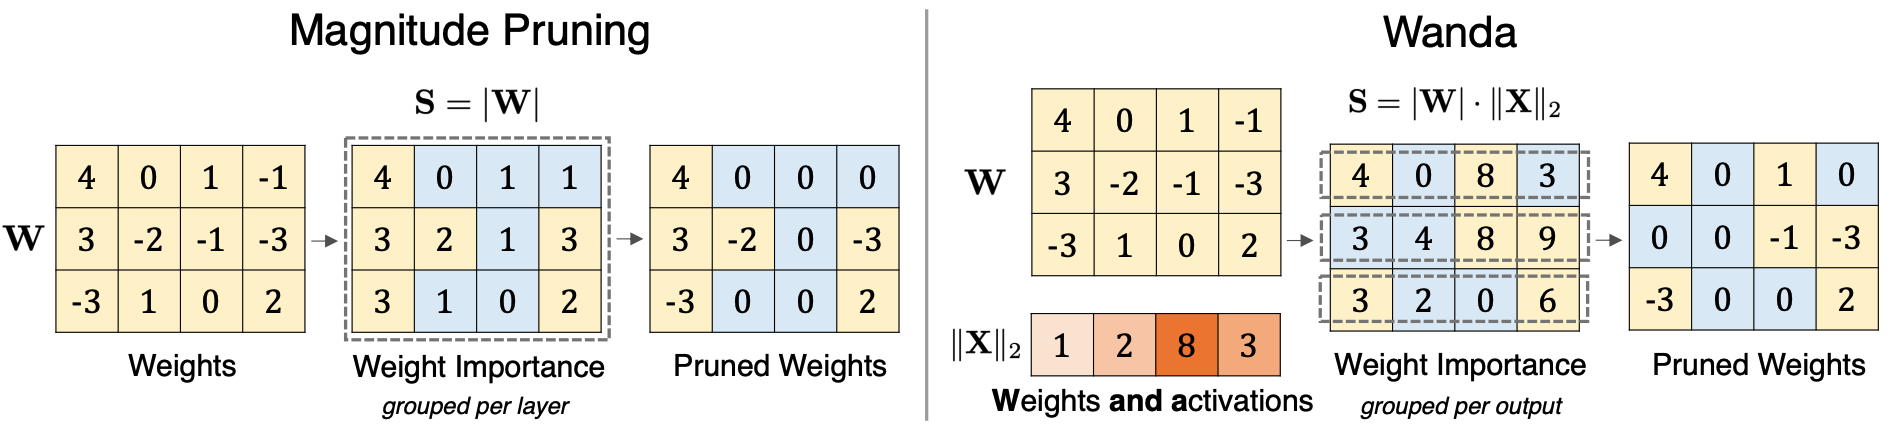 Magnitude Pruning
S = |W|
W
4 0 1 -1
3 -2 -1 -3
-3 1 0 2
Weights
4 0 1 1
3 2 1 3
3 1 0 2
Weight Importance
grouped per layer
4 0 0 0
3 -2 0 -3
-3 0 0 2
Pruned Weights
Wanda
W
4 0 1 -1
3 -2 -1 -3
-3 1 0 2
‖X‖₂
1 2 8 3
Weights and activations
S = |W| · ‖X‖₂
4 0 8 3
3 4 8 9
3 2 0 6
Weight Importance
grouped per output
4 0 1 0
0 0 -1 -3
-3 0 0 2
Pruned Weights